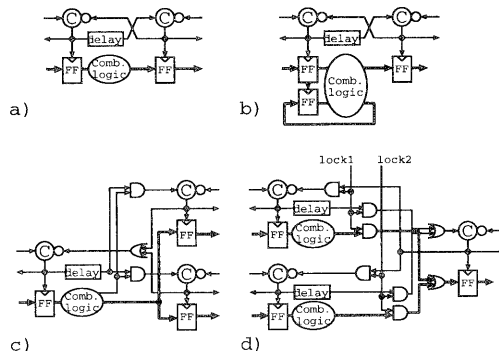 C C C C
delay delay
FF Comb. logic FF FF Comb. logic FF
FF
a) b)
lock1 lock2
C C C
delay
FF
Comb. logic FF
C
delay C C
delay
FF Comb. logic FF FF Comb. logic FF
c) d)